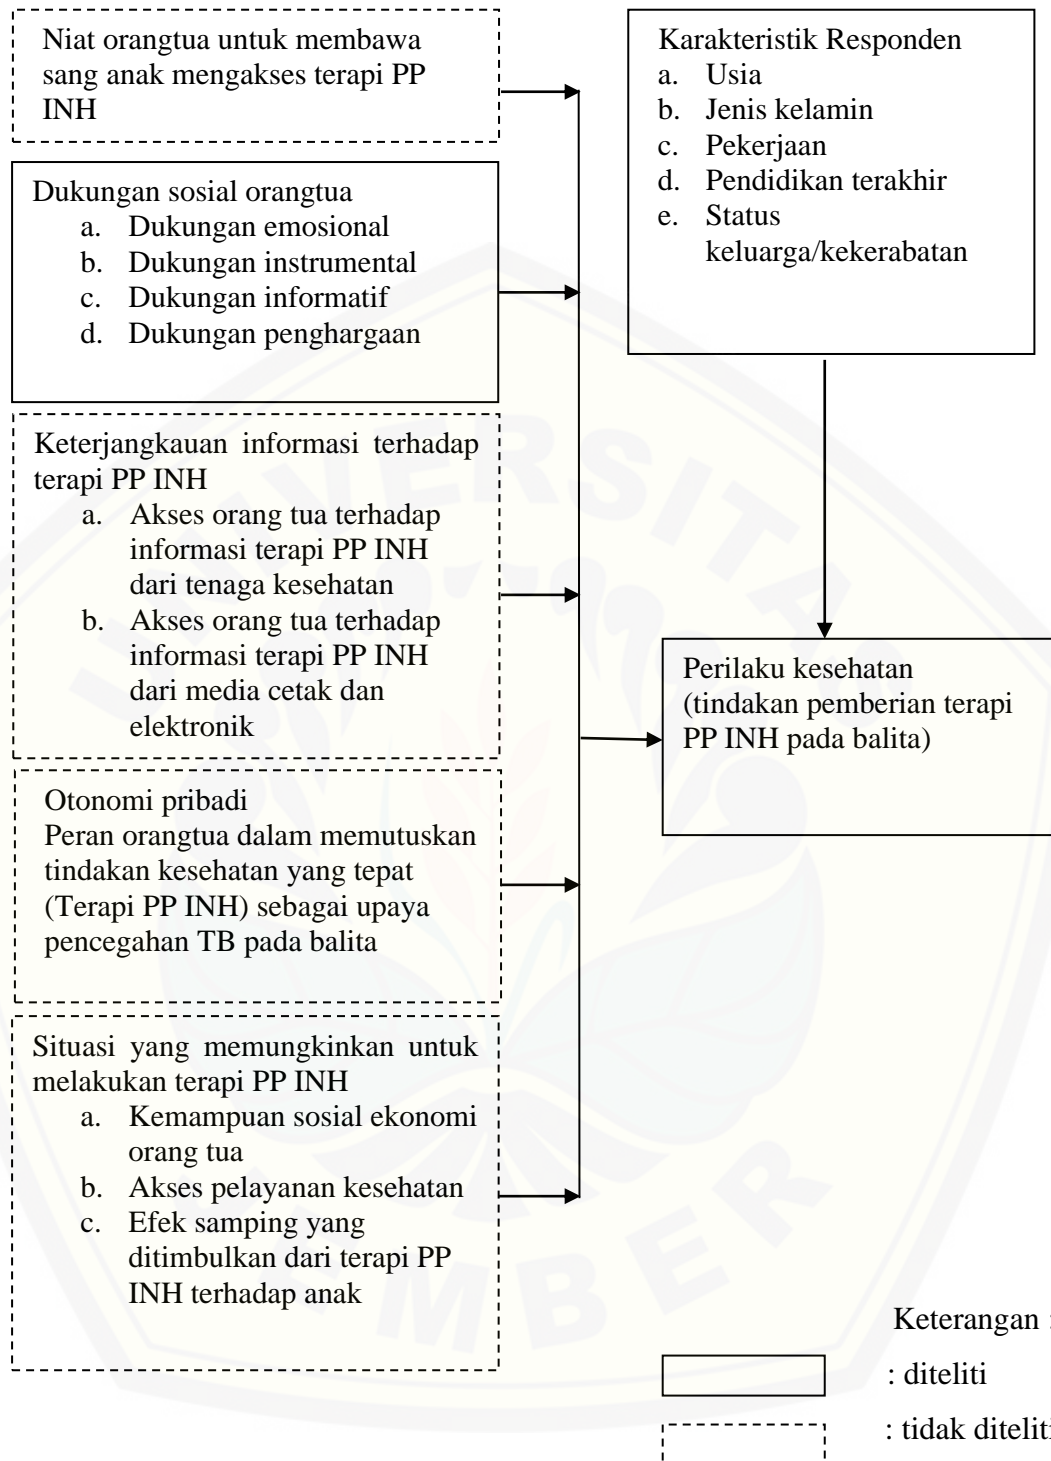 Niat orangtua untuk membawa
sang anak mengakses terapi PP
INH
Dukungan sosial orangtua
a. Dukungan emosional
b. Dukungan instrumental
c. Dukungan informatif
d. Dukungan penghargaan
Keterjangkauan informasi terhadap
terapi PP INH
a. Akses orang tua terhadap
informasi terapi PP INH
dari tenaga kesehatan
b. Akses orang tua terhadap
informasi terapi PP INH
dari media cetak dan
elektronik
Otonomi pribadi
Peran orangtua dalam memutuskan
tindakan kesehatan yang tepat
(Terapi PP INH) sebagai upaya
pencegahan TB pada balita
Situasi yang memungkinkan untuk
melakukan terapi PP INH
a. Kemampuan sosial ekonomi
orang tua
b. Akses pelayanan kesehatan
c. Efek samping yang
ditimbulkan dari terapi PP
INH terhadap anak
Karakteristik Responden
a. Usia
b. Jenis kelamin
c. Pekerjaan
d. Pendidikan terakhir
e. Status
keluarga/kekerabatan
Perilaku kesehatan
(tindakan pemberian terapi
PP INH pada balita)
Keterangan :
: diteliti
: tidak diteliti
UNIVERSITAS
JEMBER